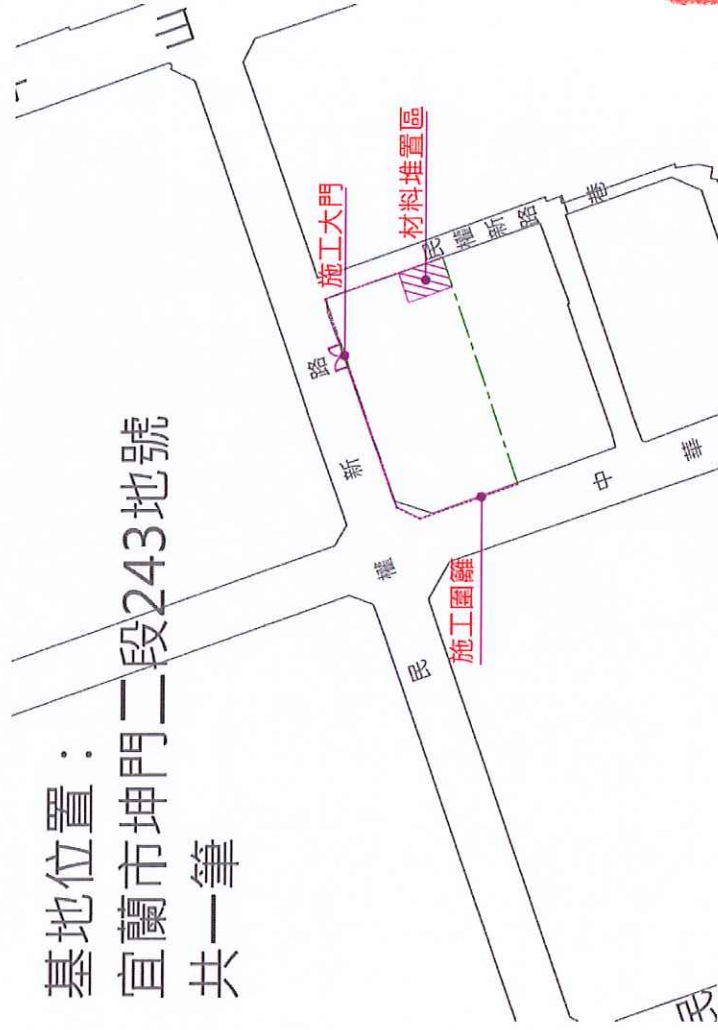 基地位置：
宜蘭市坤門二段243地號
共一筆
施工大門
材料堆置區
施工圍籬
民權新路
民權新路巷
中華
山
民